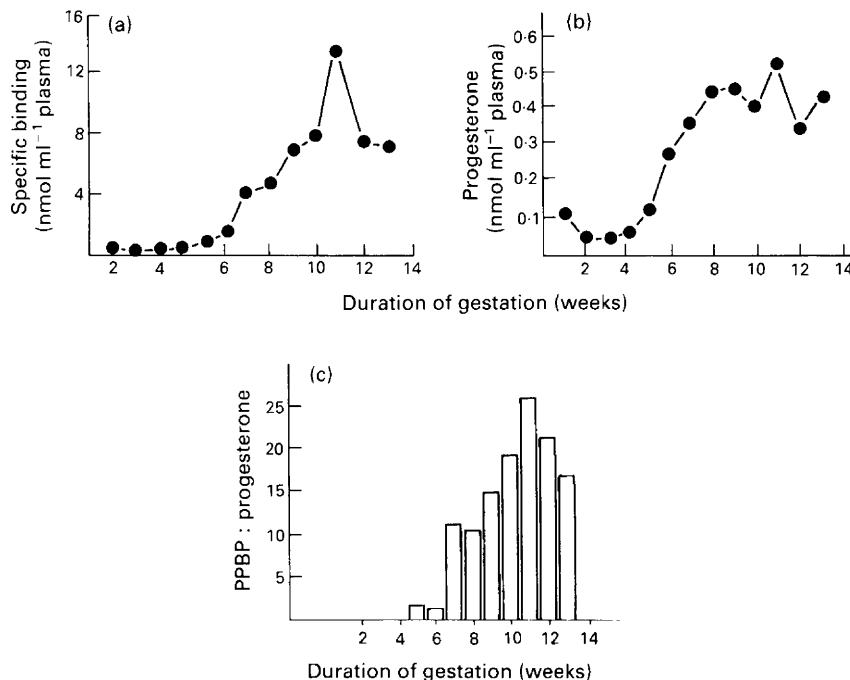 (a)
Specific binding
(nmol ml⁻¹ plasma)
16
12
8
4
2 4 6 8 10 12 14
(b)
Progesterone
(nmol ml⁻¹ plasma)
0·6
0·5
0·4
0·3
0·2
0·1
2 4 6 8 10 12 14
Duration of gestation (weeks)
(c)
PPBP : progesterone
25
20
15
10
5
2 4 6 8 10 12 14
Duration of gestation (weeks)